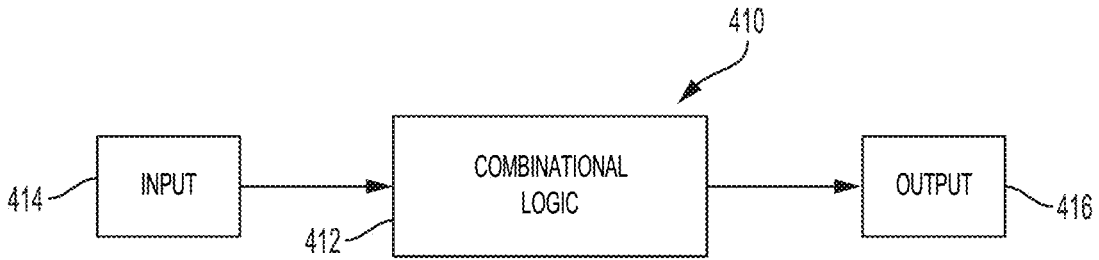 410
INPUT
COMBINATIONAL
LOGIC
OUTPUT
414
412
416